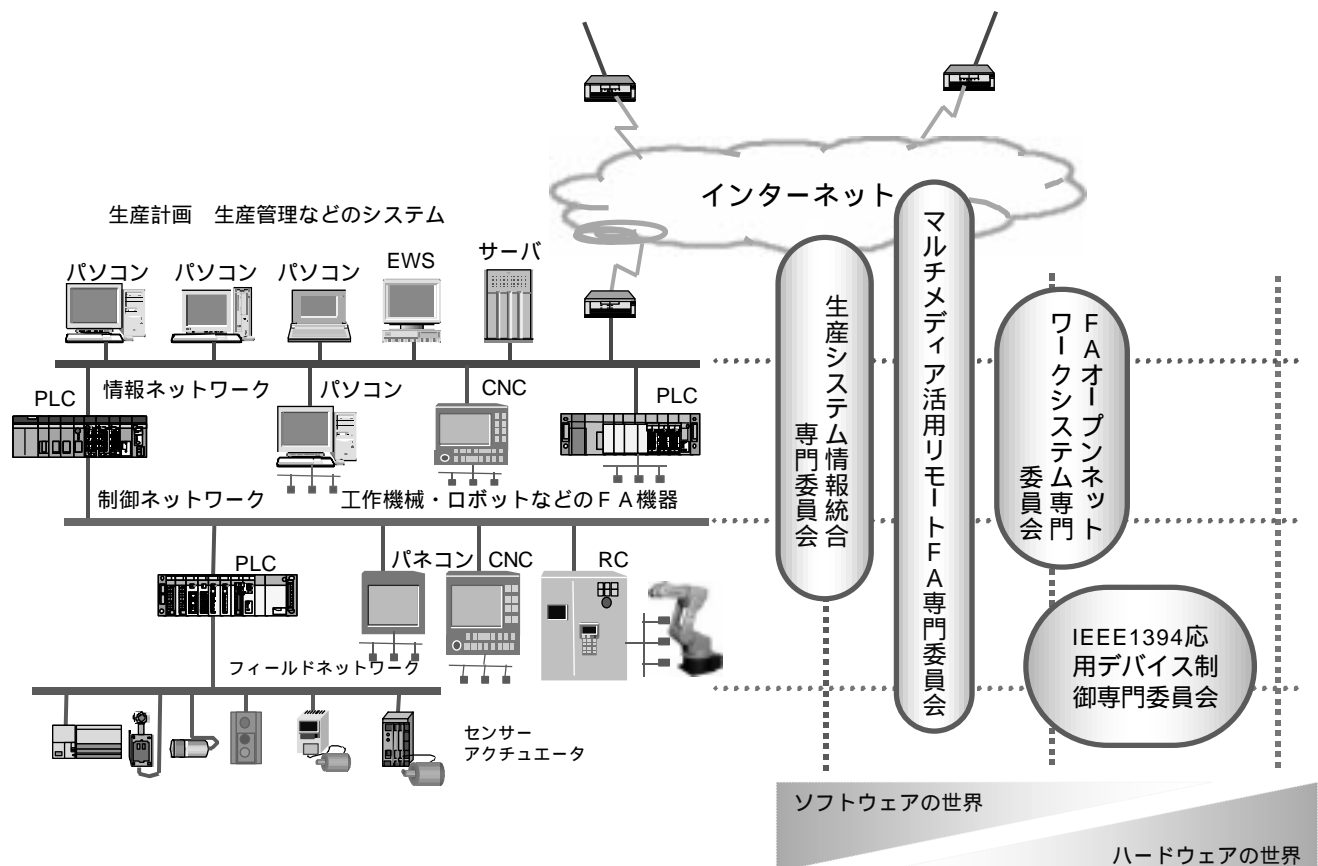 インターネット
生産計画　生産管理などのシステム
パソコン
パソコン
パソコン
EWS
サーバ
情報ネットワーク
PLC
パソコン
CNC
PLC
制御ネットワーク
工作機械・ロボットなどのＦＡ機器
PLC
パネコン
CNC
RC
フィールドネットワーク
センサー
アクチュエータ
生産システム情報統合
専門委員会
マルチメディア活用リモートＦＡ専門委員会
ＦＡオープンネット
ワークシステム専門
委員会
IEEE1394応
用デバイス制
御専門委員会
ソフトウェアの世界
ハードウェアの世界